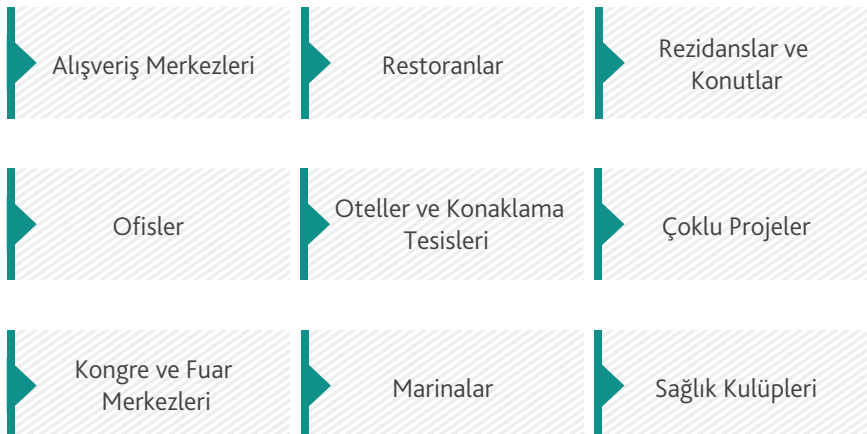 Alışveriş Merkezleri
Restoranlar
Rezidanslar ve
Konutlar
Ofisler
Oteller ve Konaklama
Tesisleri
Çoklu Projeler
Kongre ve Fuar
Merkezleri
Marinalar
Sağlık Kulüpleri